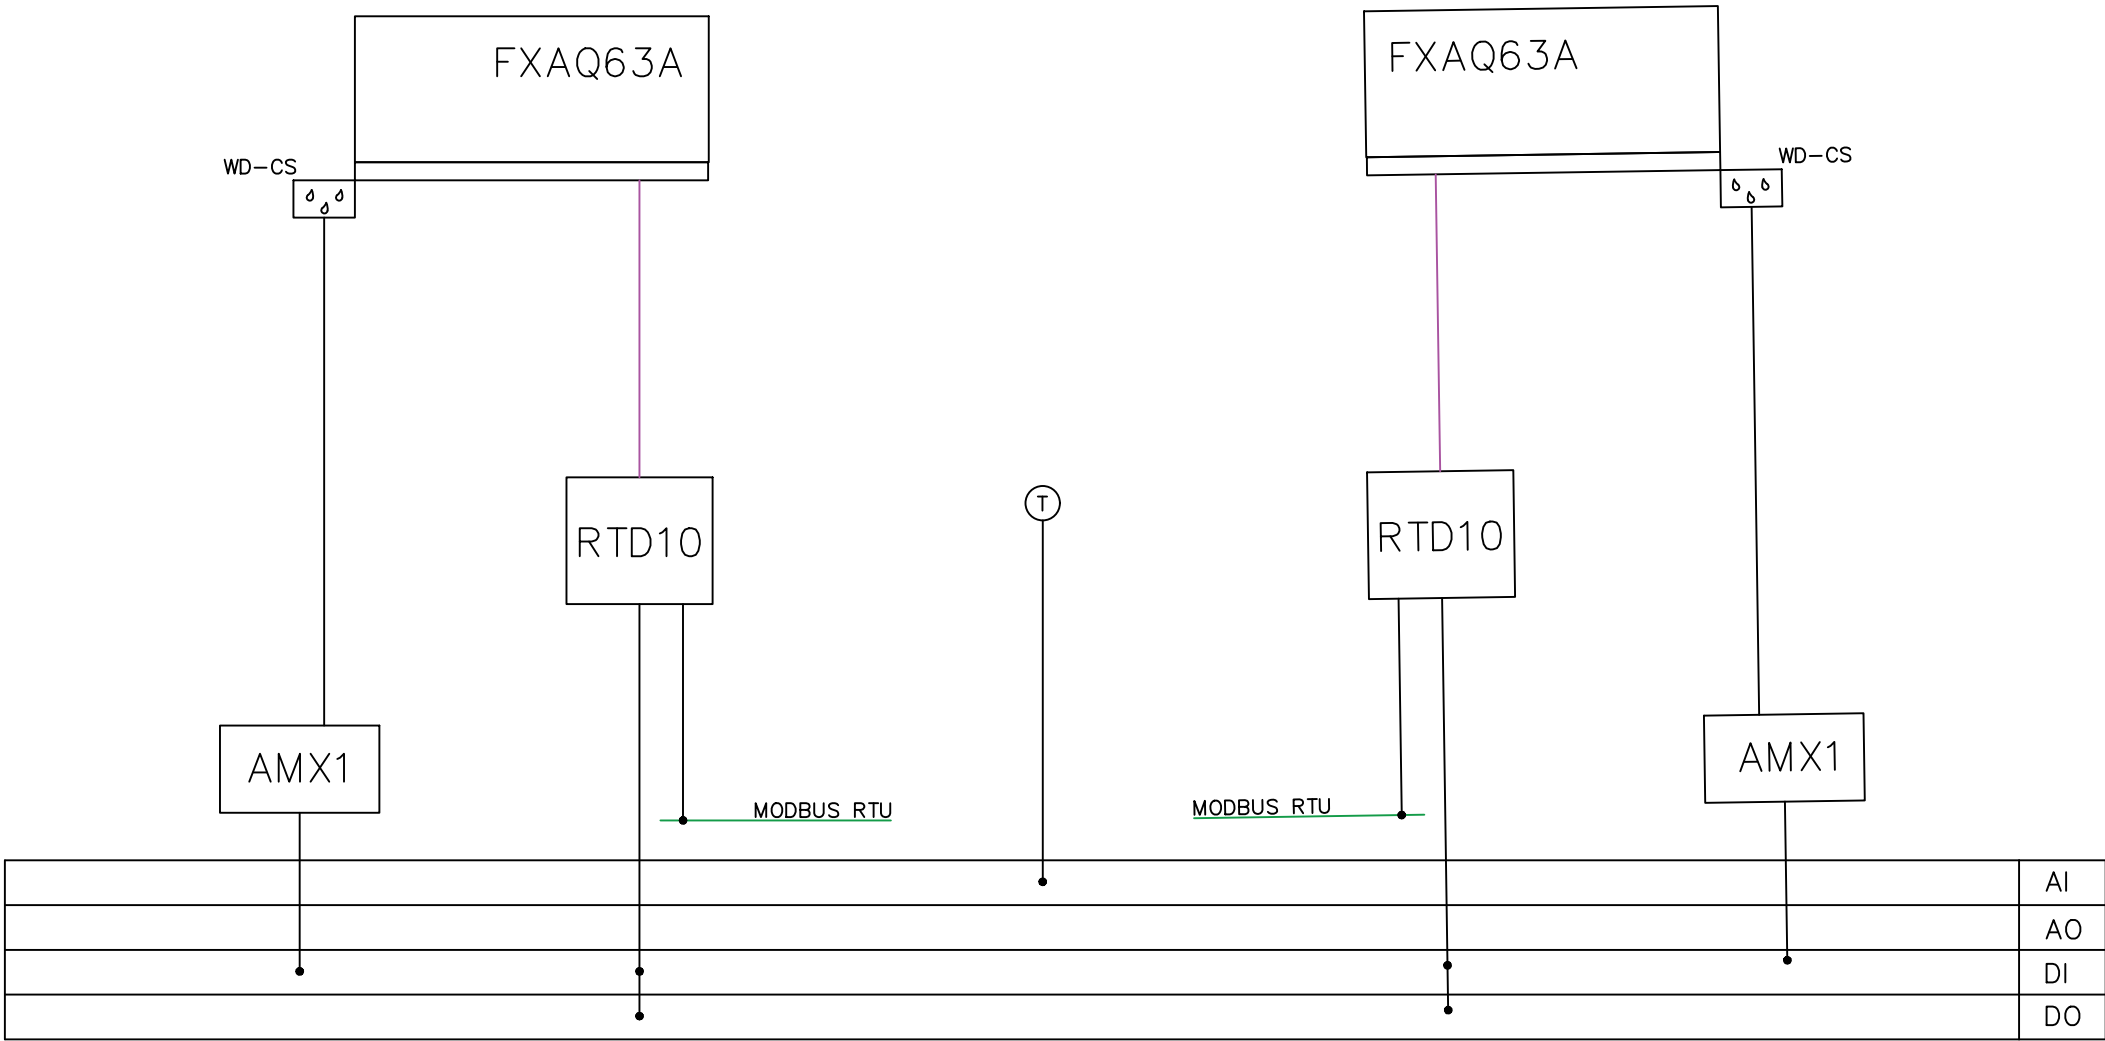 FXAQ63A
FXAQ63A
WD-CS
WD-CS
T
RTD10
RTD10
AMX1
AMX1
MODBUS RTU
MODBUS RTU
AI
AO
DI
DO